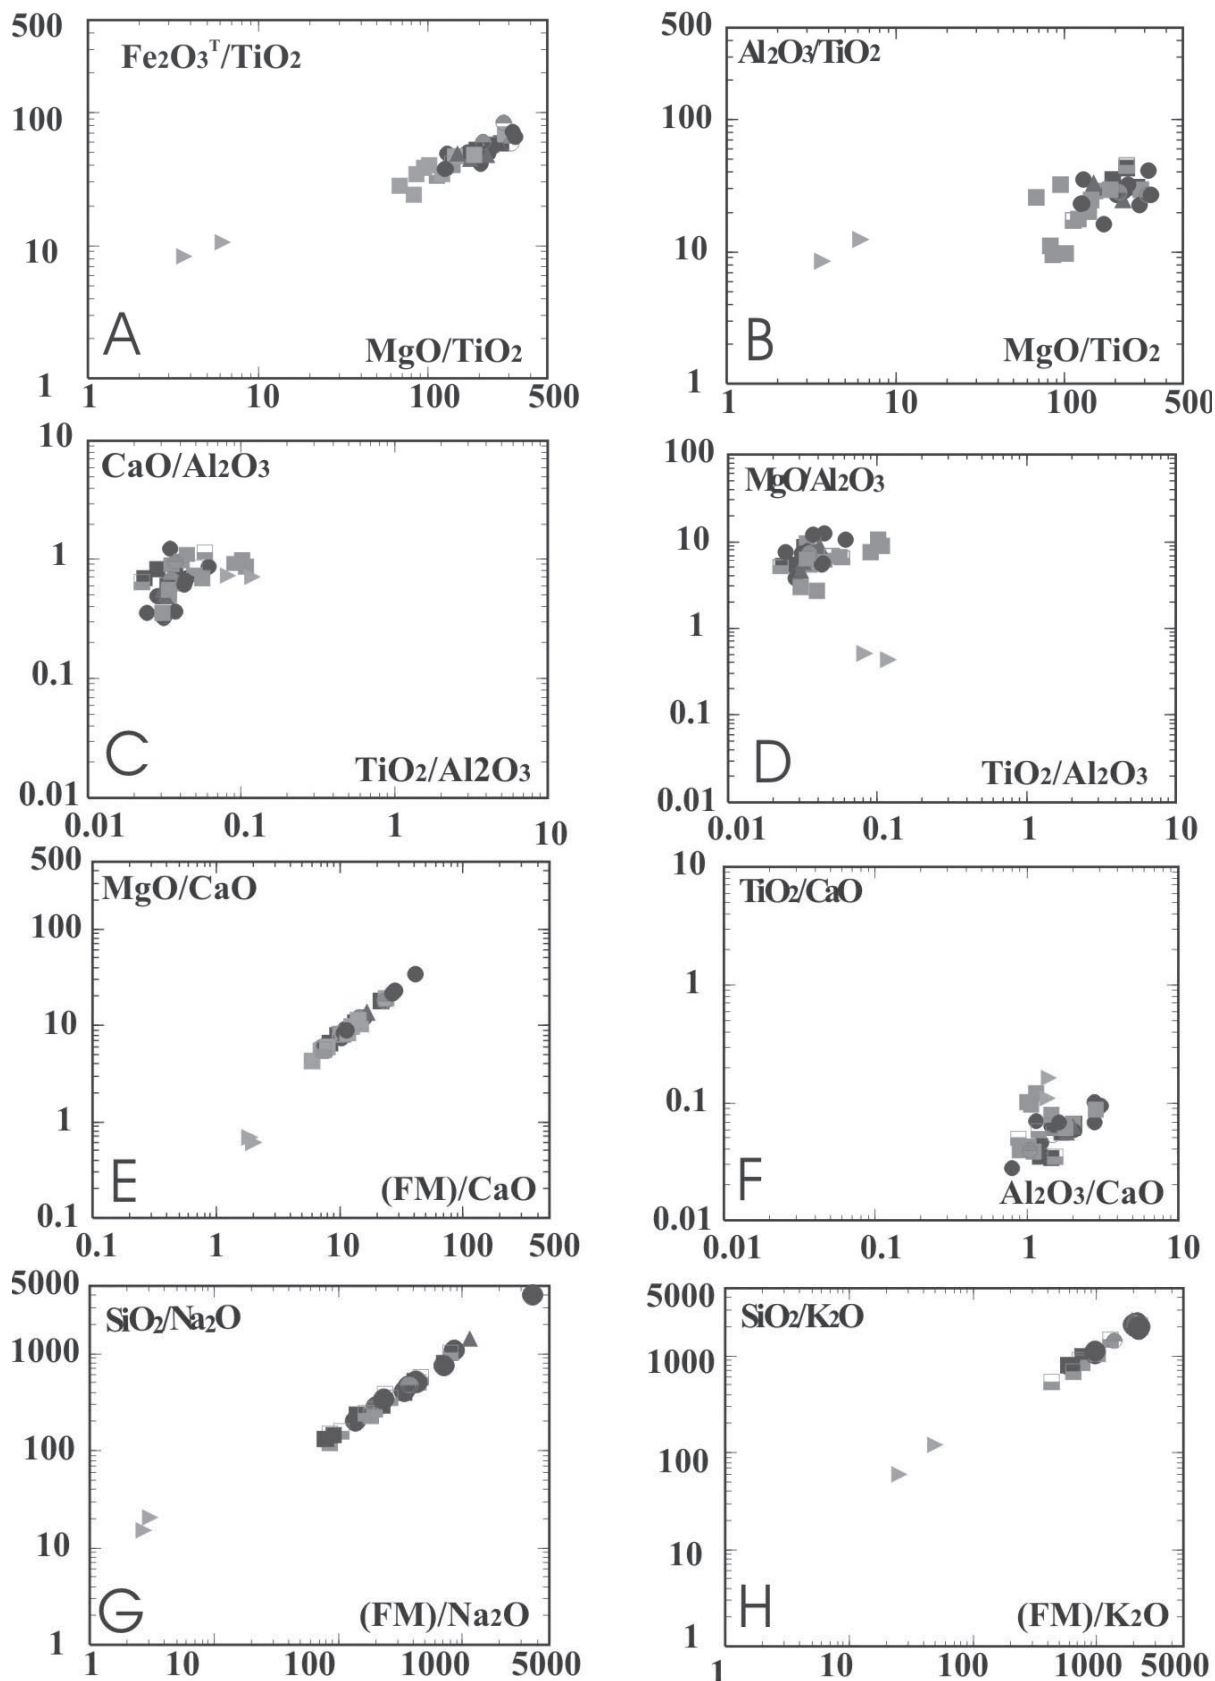 500
Fe₂O₃ᵀ/TiO₂
100
10
A
MgO/TiO₂
1
1 10 100 500
500
Al₂O₃/TiO₂
100
10
B
MgO/TiO₂
1
1 10 100 500
10
CaO/Al₂O₃
1
0.1
C
TiO₂/Al2O₃
0.01
0.01 0.1 1 10
100
MgO/Al₂O₃
10
1
0.1
D
TiO₂/Al₂O₃
0.01
0.01 0.1 1 10
500
MgO/CaO
100
10
1
E
(FM)/CaO
0.1
0.1 1 10 100 500
10
TiO₂/CaO
1
0.1
F
Al₂O₃/CaO
0.01
0.01 0.1 1 10
5000
SiO₂/Na₂O
1000
100
10
G
(FM)/Na₂O
1
1 10 100 1000 5000
5000
SiO₂/K₂O
1000
100
10
H
(FM)/K₂O
1
1 10 100 1000 5000